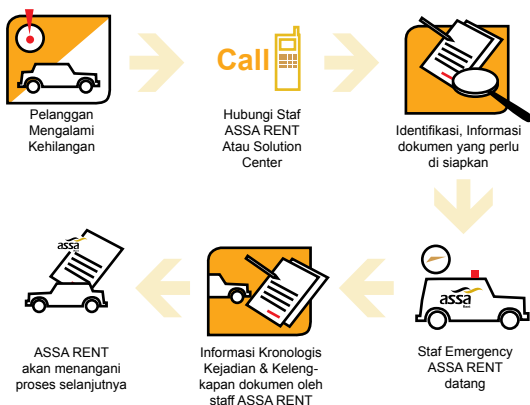 Call
Pelanggan
Mengalami
Kehilangan
Hubungi Staf
ASSA RENT
Atau Solution
Center
Identifikasi, Informasi
dokumen yang perlu
di siapkan
assa
Rent
Staf Emergency
ASSA RENT
datang
Informasi Kronologis
Kejadian & Keleng-
kapan dokumen oleh
staff ASSA RENT
assa
Rent
ASSA RENT
akan menangani
proses selanjutnya